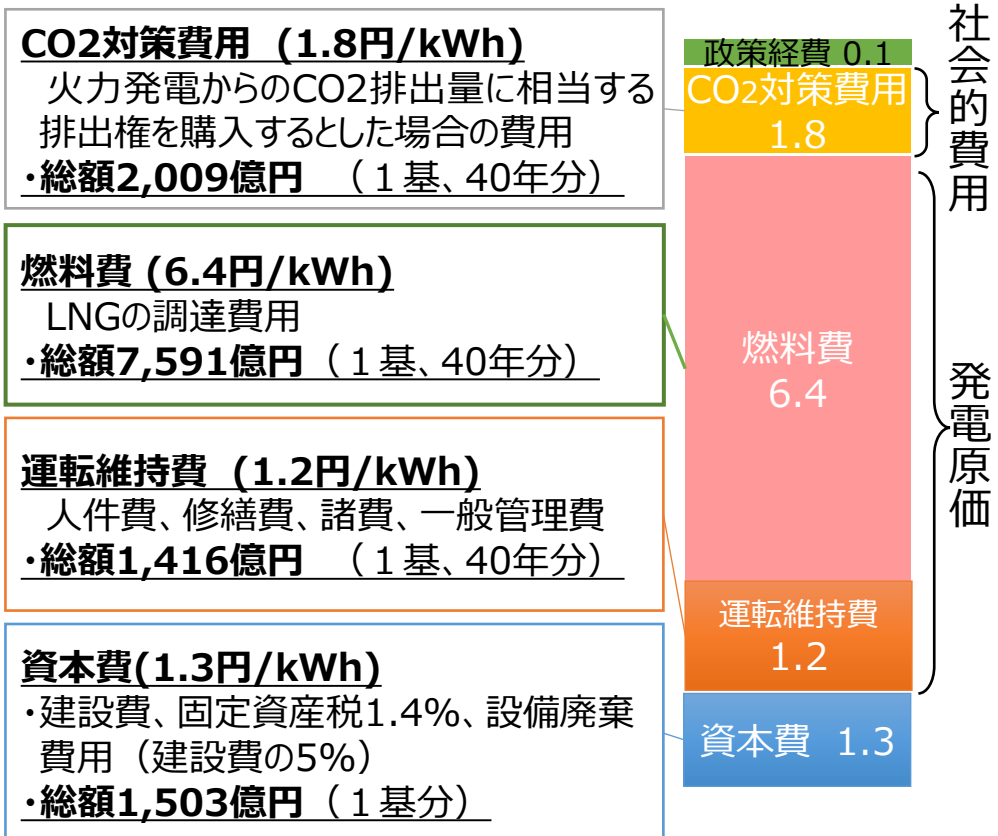 CO2対策費用 (1.8円/kWh)
火力発電からのCO2排出量に相当する
排出権を購入するとした場合の費用
・総額2,009億円 （１基、40年分）
燃料費 (6.4円/kWh)
LNGの調達費用
・総額7,591億円（１基、40年分）
運転維持費 (1.2円/kWh)
人件費、修繕費、諸費、一般管理費
・総額1,416億円 （１基、40年分）
資本費(1.3円/kWh)
・建設費、固定資産税1.4%、設備廃棄
費用（建設費の5%）
・総額1,503億円（１基分）
政策経費 0.1
CO2対策費用
1.8
燃料費
6.4
運転維持費
1.2
資本費 1.3
社会的費用
発電原価